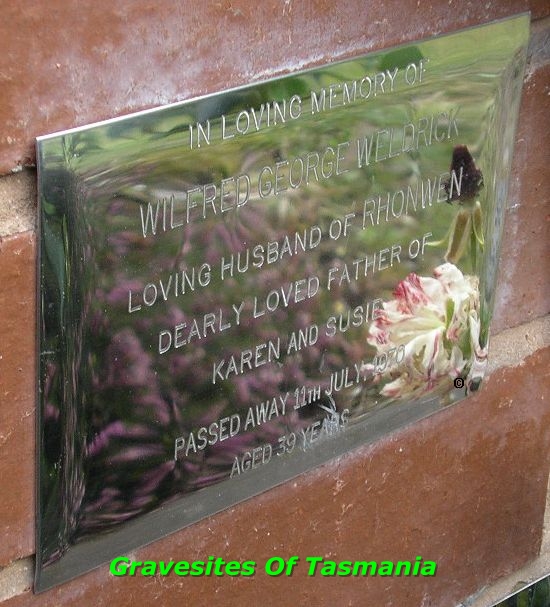 IN LOVING MEMORY OF
WILFRED GEORGE WELDRICK
LOVING HUSBAND OF RHONWEN
DEARLY LOVED FATHER OF
KAREN AND SUSIE
PASSED AWAY 11TH JULY, 1970
AGED 39 YEARS
©
Gravesites Of Tasmania